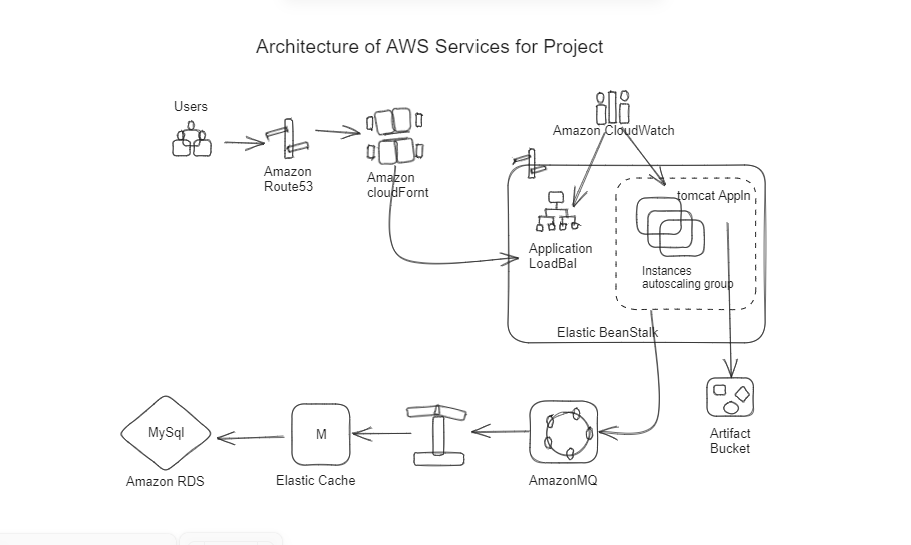 Architecture of AWS Services for Project
Users
Amazon
Route53
Amazon
cloudFornt
Amazon CloudWatch
tomcat AppIn
Application
LoadBal
Instances
autoscaling group
Elastic BeanStalk
MySql
Amazon RDS
M
Elastic Cache
AmazonMQ
Artifact
Bucket